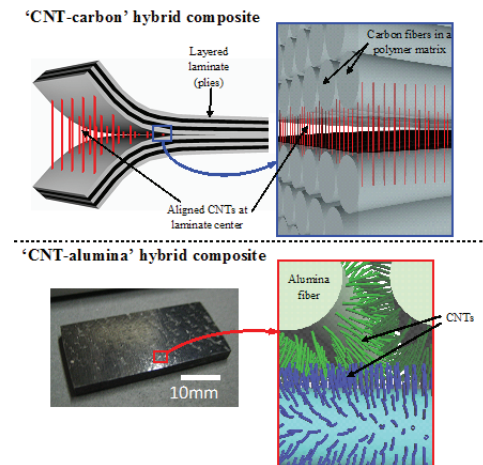 ‘CNT-carbon’ hybrid composite
Layered
laminate
(plies)
Carbon fibers in a
polymer matrix
Aligned CNTs at
laminate center
‘CNT-alumina’ hybrid composite
Alumina
fiber
CNTs
10mm